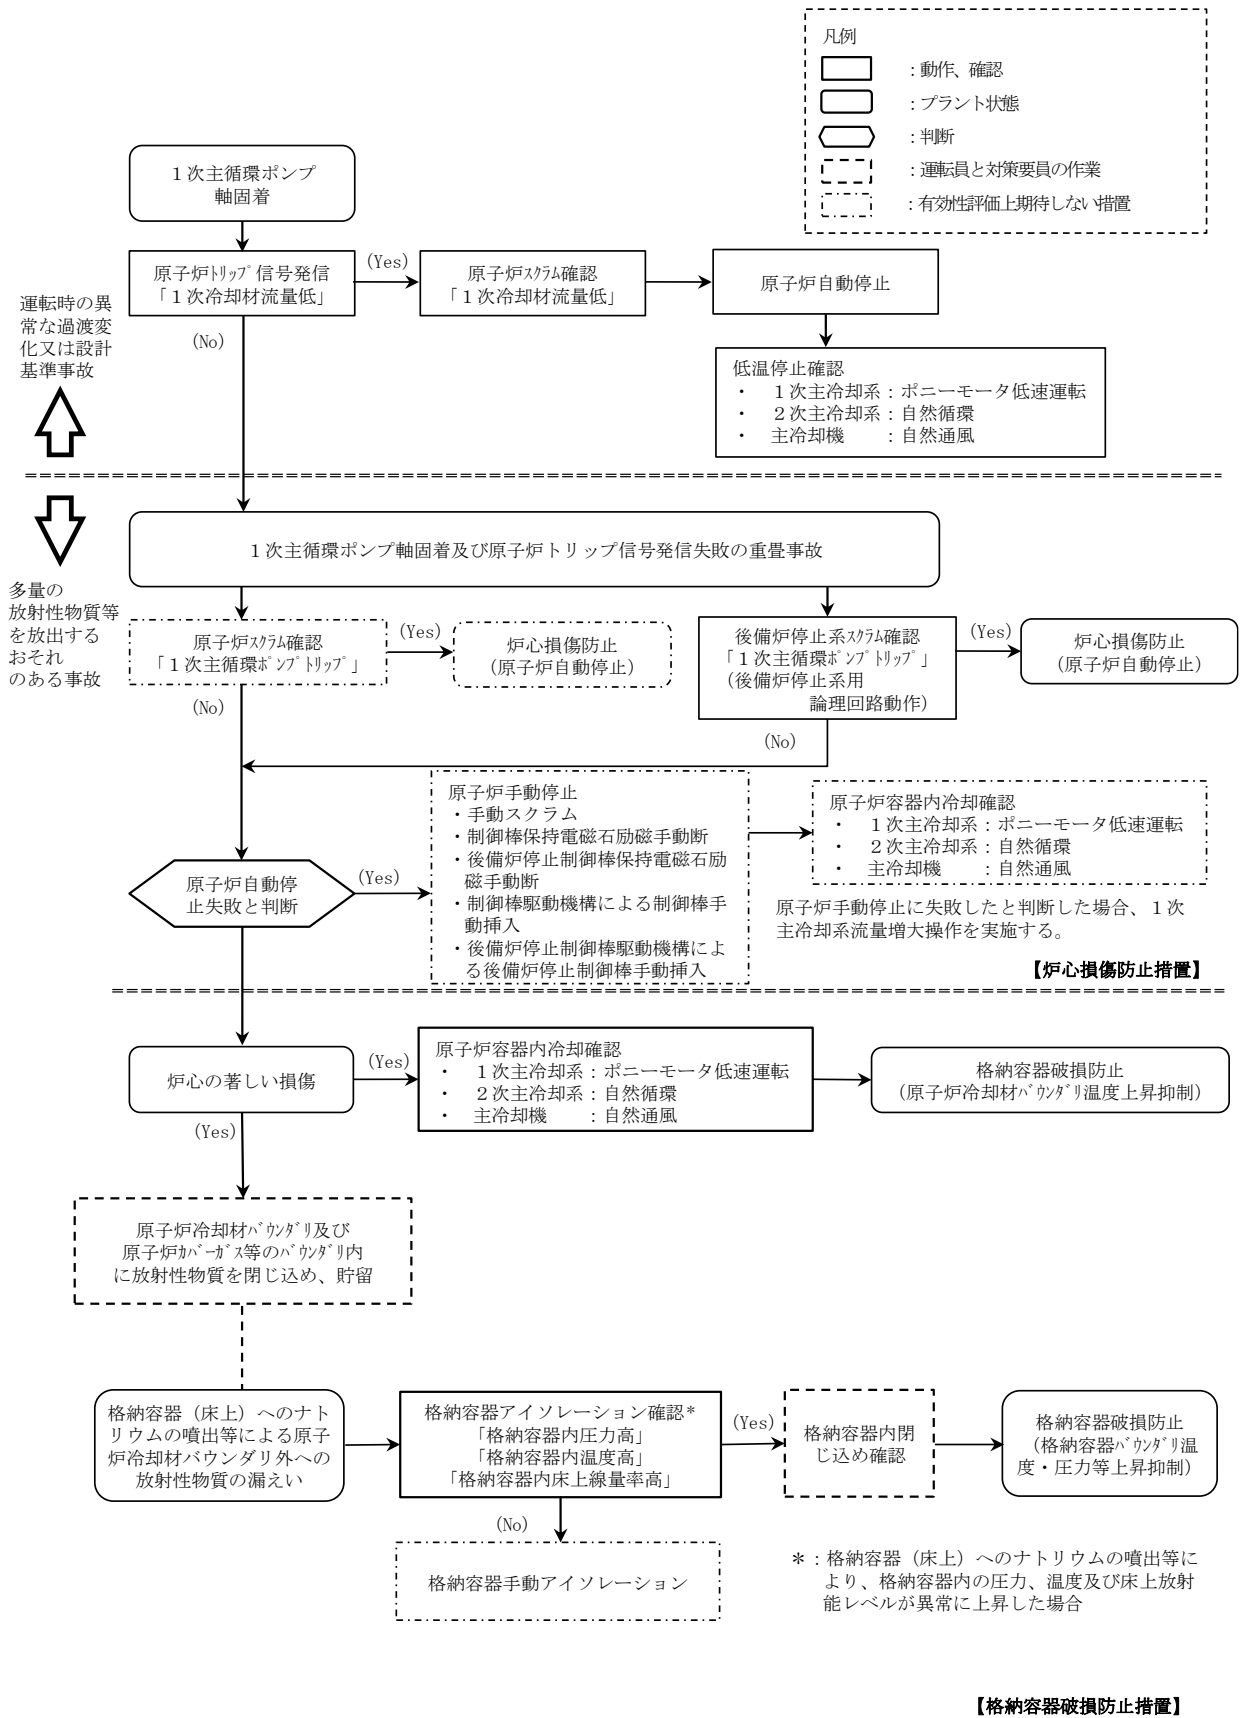 凡例
：動作、確認
：プラント状態
：判断
：運転員と対策要員の作業
：有効性評価上期待しない措置
１次主循環ポンプ
軸固着
原子炉ﾄﾘｯﾌﾟ信号発信
「１次冷却材流量低」
(Yes)
原子炉ｽｸﾗﾑ確認
「１次冷却材流量低」
原子炉自動停止
(No)
運転時の異
常な過渡変
化又は設計
基準事故
低温停止確認
・　１次主冷却系：ポニーモータ低速運転
・　２次主冷却系：自然循環
・　主冷却機　　：自然通風
１次主循環ポンプ軸固着及び原子炉トリップ信号発信失敗の重畳事故
多量の
放射性物質等
を放出する
おそれ
のある事故
原子炉ｽｸﾗﾑ確認
「１次主循環ﾎﾟﾝﾌﾟﾄﾘｯﾌﾟ」
(Yes)
炉心損傷防止
（原子炉自動停止）
後備炉停止系ｽｸﾗﾑ確認
「１次主循環ﾎﾟﾝﾌﾟﾄﾘｯﾌﾟ」
（後備炉停止系用
論理回路動作）
(Yes)
炉心損傷防止
（原子炉自動停止）
(No)
(No)
原子炉自動停
止失敗と判断
(Yes)
原子炉手動停止
・手動スクラム
・制御棒保持電磁石励磁手動断
・後備炉停止制御棒保持電磁石励
磁手動断
・制御棒駆動機構による制御棒手
動挿入
・後備炉停止制御棒駆動機構によ
る後備炉停止制御棒手動挿入
原子炉容器内冷却確認
・　１次主冷却系：ポニーモータ低速運転
・　２次主冷却系：自然循環
・　主冷却機　　：自然通風
原子炉手動停止に失敗したと判断した場合、１次
主冷却系流量増大操作を実施する。
【炉心損傷防止措置】
炉心の著しい損傷
(Yes)
原子炉容器内冷却確認
・　１次主冷却系：ポニーモータ低速運転
・　２次主冷却系：自然循環
・　主冷却機　　：自然通風
格納容器破損防止
（原子炉冷却材ﾊﾞｳﾝﾀﾞﾘ温度上昇抑制）
(Yes)
原子炉冷却材ﾊﾞｳﾝﾀﾞﾘ及び
原子炉ｶﾊﾞｰｶﾞｽ等のﾊﾞｳﾝﾀﾞﾘ内
に放射性物質を閉じ込め、貯留
格納容器（床上）へのナト
リウムの噴出等による原子
炉冷却材バウンダリ外への
放射性物質の漏えい
格納容器アイソレーション確認*
「格納容器内圧力高」
「格納容器内温度高」
「格納容器内床上線量率高」
(Yes)
格納容器内閉
じ込め確認
格納容器破損防止
（格納容器ﾊﾞｳﾝﾀﾞﾘ温
度・圧力等上昇抑制）
(No)
格納容器手動アイソレーション
＊：格納容器（床上）へのナトリウムの噴出等に
より、格納容器内の圧力、温度及び床上放射
能レベルが異常に上昇した場合
【格納容器破損防止措置】